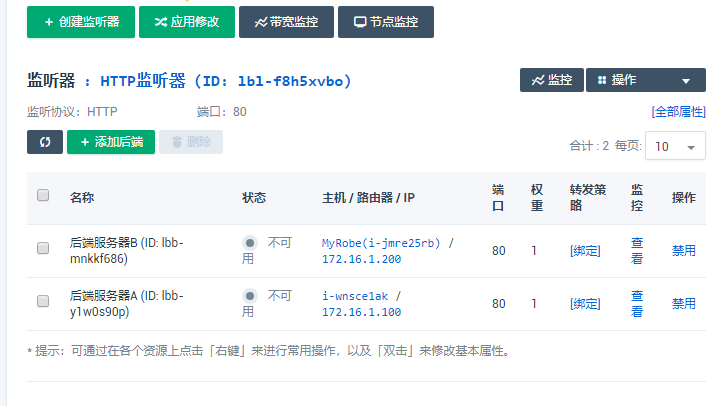 + 创建监听器 应用修改 带宽监控 节点监控
监听器 : HTTP监听器 (ID: lbl-f8h5xvbo) 监控 操作
监听协议: HTTP 端口: 80 [全部属性]
+ 添加后端 删除 合计 : 2 每页: 10
名称 状态 主机 / 路由器 / IP 端口 权重 转发策略 监控 操作
后端服务器B (ID: lbb-mnkkf686) 不可用 MyRobe(i-jmre25rb) / 172.16.1.200 80 1 [绑定] 查看 禁用
后端服务器A (ID: lbb-y1w0s90p) 不可用 i-wnsce1ak / 172.16.1.100 80 1 [绑定] 查看 禁用
* 提示: 可通过在各个资源上点击「右键」来进行常用操作, 以及「双击」来修改基本属性。